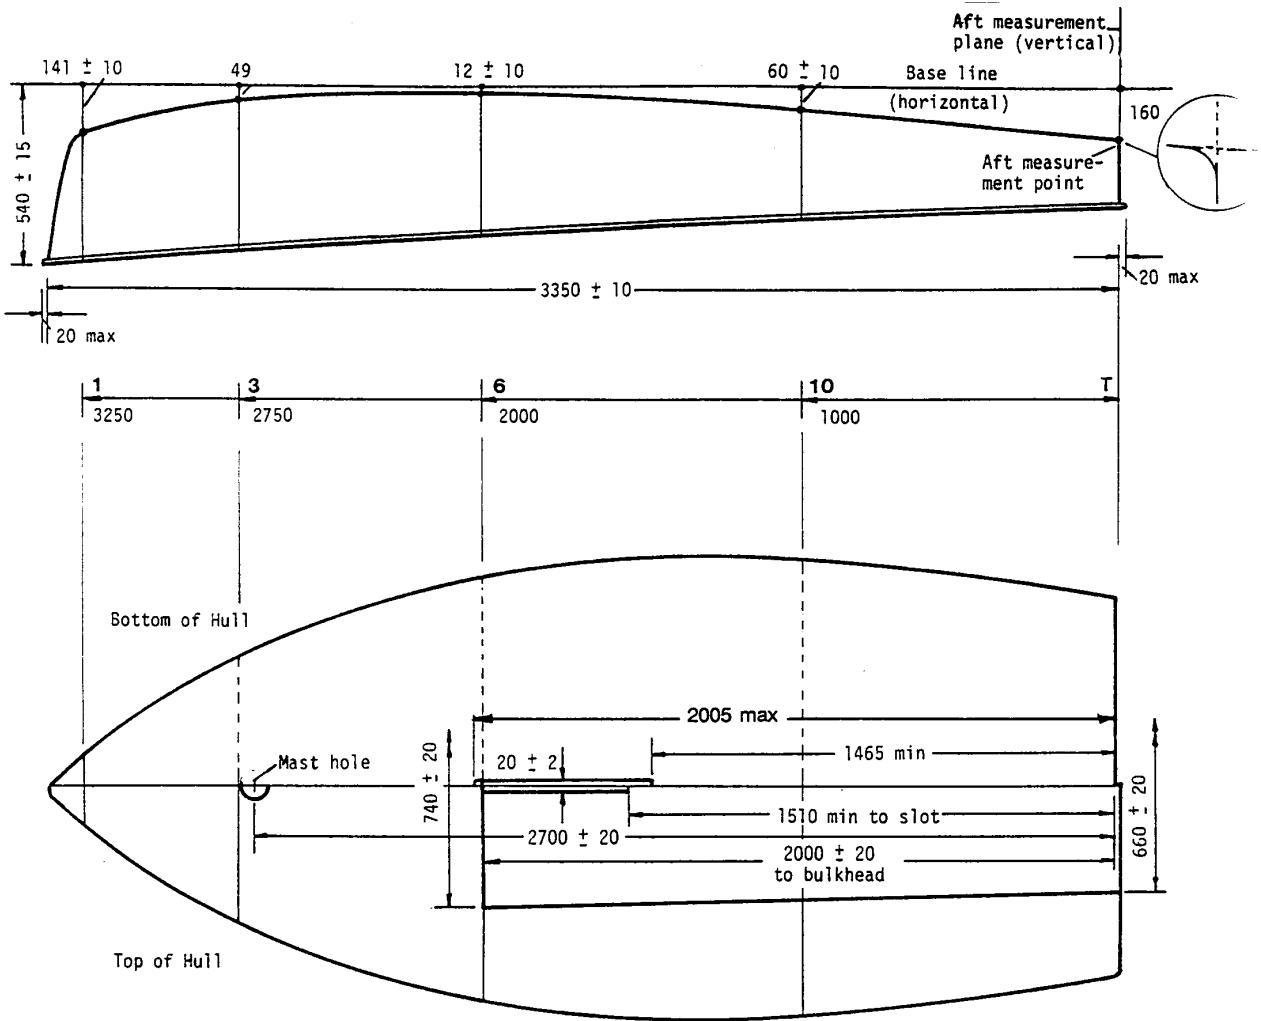 Aft measurement
plane (vertical)
141 ± 10
49
12 ± 10
60 ± 10
Base line
(horizontal)
160
540 ± 15
Aft measure-
ment point
20 max
3350 ± 10
20 max
1
3
6
10
T
3250
2750
2000
1000
Bottom of Hull
2005 max
Mast hole
740 ± 20
20 ± 2
1465 min
1510 min to slot
2700 ± 20
660 ± 20
2000 ± 20
to bulkhead
Top of Hull